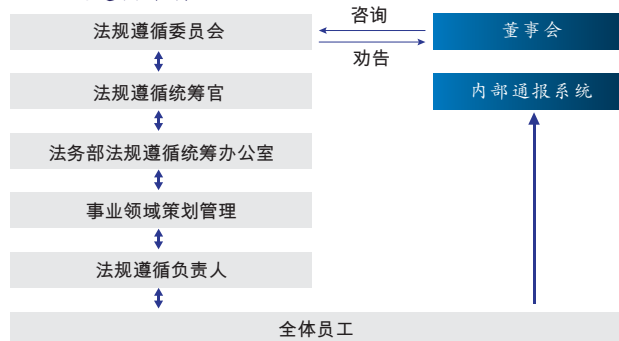 法规遵循委员会
咨询
劝告
董事会
法规遵循统筹官
内部通报系统
法务部法规遵循统筹办公室
事业领域策划管理
法规遵循负责人
全体员工